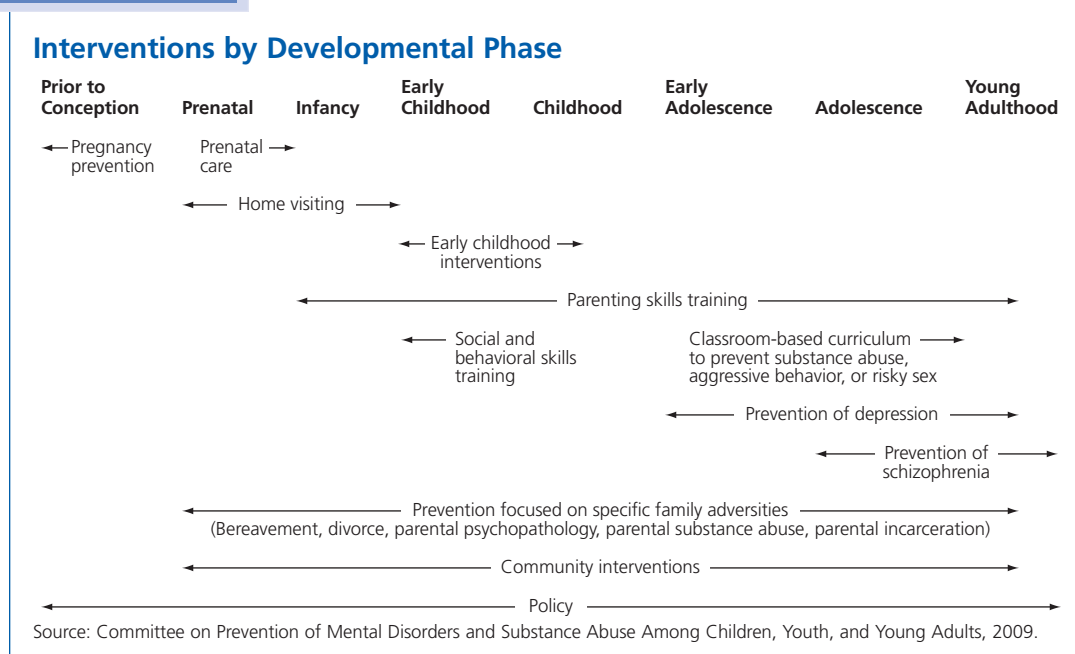 Interventions by Developmental Phase
Prior to Conception Prenatal Infancy Early Childhood Childhood Early Adolescence Adolescence Young Adulthood
Pregnancy prevention
Prenatal care
Home visiting
Early childhood
interventions
Parenting skills training
Social and
behavioral skills
training
Classroom-based curriculum
to prevent substance abuse,
aggressive behavior, or risky sex
Prevention of depression
Prevention of
schizophrenia
Prevention focused on specific family adversities
(Bereavement, divorce, parental psychopathology, parental substance abuse, parental incarceration)
Community interventions
Policy
Source: Committee on Prevention of Mental Disorders and Substance Abuse Among Children, Youth, and Young Adults, 2009.